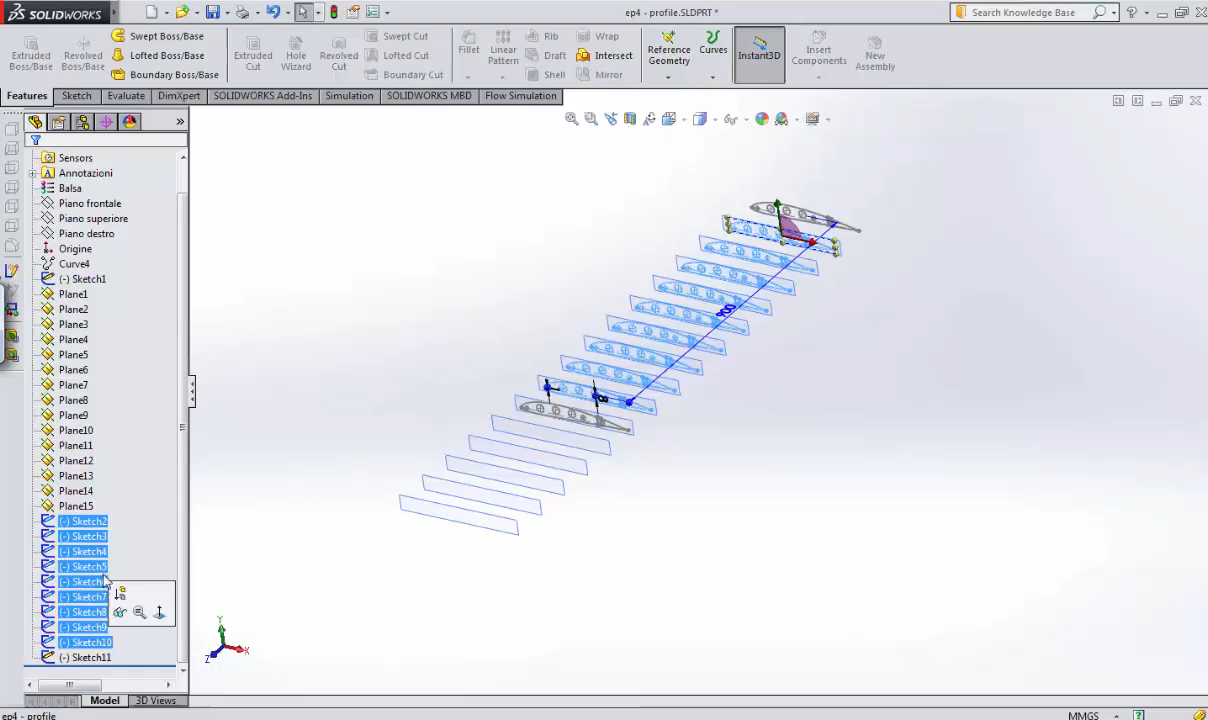 SOLIDWORKS
ep4 - profile.SLDPRT *
Search Knowledge Base
Extruded Boss/Base
Revolved Boss/Base
Swept Boss/Base
Lofted Boss/Base
Boundary Boss/Base
Extruded Cut
Hole Wizard
Revolved Cut
Swept Cut
Lofted Cut
Boundary Cut
Fillet
Linear Pattern
Rib
Draft
Shell
Wrap
Intersect
Mirror
Reference Geometry
Curves
Instant3D
Insert Components
New Assembly
Features
Sketch
Evaluate
DimXpert
SOLIDWORKS Add-Ins
Simulation
SOLIDWORKS MBD
Flow Simulation
Sensors
Annotazioni
Balsa
Piano frontale
Piano superiore
Piano destro
Origine
Curve4
(-) Sketch1
Plane1
Plane2
Plane3
Plane4
Plane5
Plane6
Plane7
Plane8
Plane9
Plane10
Plane11
Plane12
Plane13
Plane14
Plane15
(-) Sketch2
(-) Sketch3
(-) Sketch4
(-) Sketch5
(-) Sketch7
(-) Sketch8
(-) Sketch9
(-) Sketch10
(-) Sketch11
900
Y
X
Z
Model
3D Views
ep4 - profile
MMGS